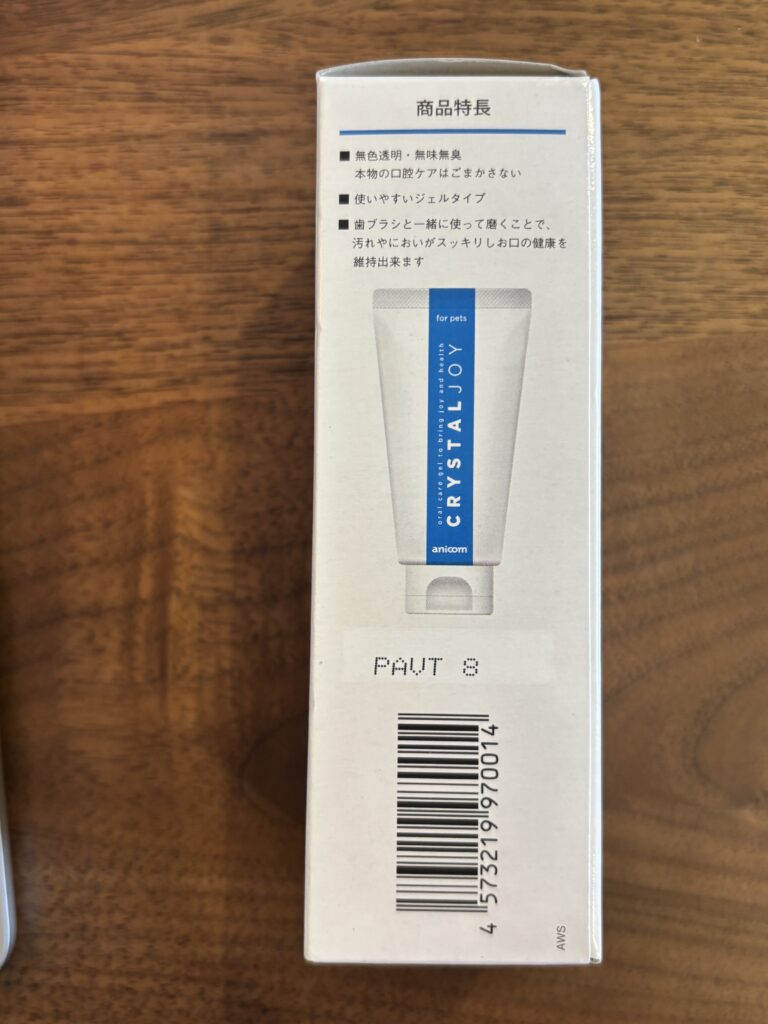 商品特長
■ 無色透明・無味無臭
本物の口腔ケアはごまかさない
■ 使いやすいジェルタイプ
■ 歯ブラシと一緒に使って磨くことで、
汚れやにおいがスッキリしお口の健康を
維持出来ます
for pets
oral care gel to bring joy and health
CRYSTALJOY
anicom
PAVT 8
4 573219 970014
AWS